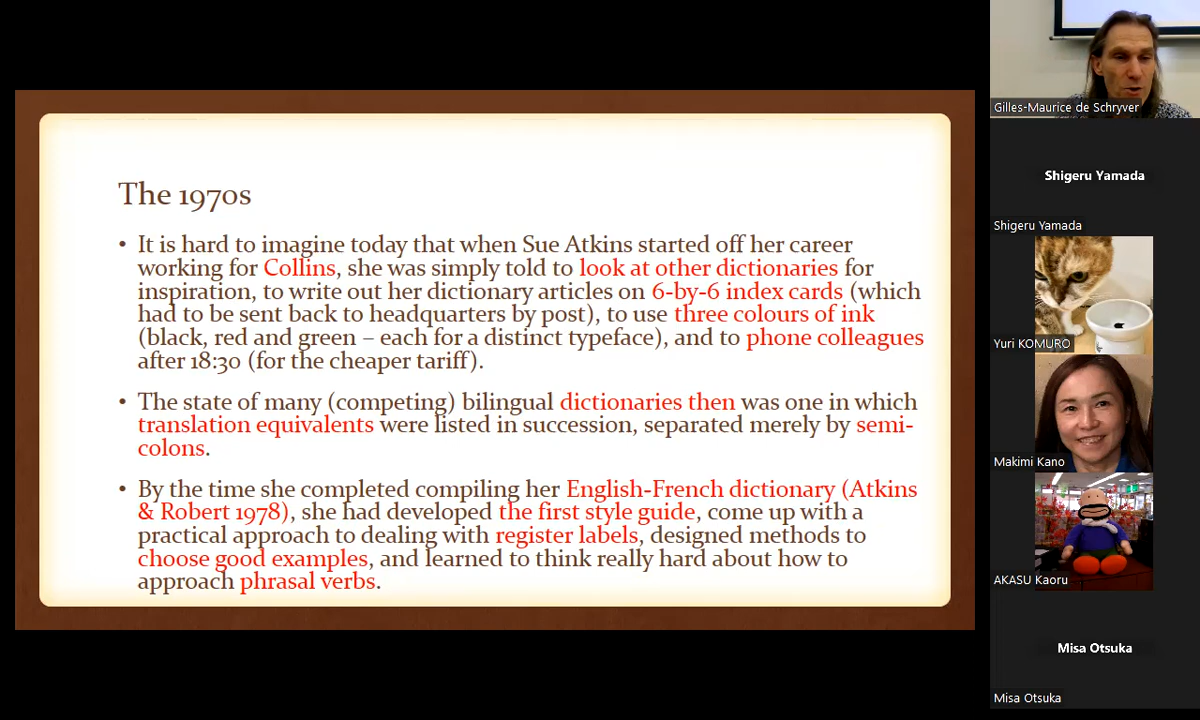 The 1970s
• It is hard to imagine today that when Sue Atkins started off her career
working for Collins, she was simply told to look at other dictionaries for
inspiration, to write out her dictionary articles on 6-by-6 index cards (which
had to be sent back to headquarters by post), to use three colours of ink
(black, red and green – each for a distinct typeface), and to phone colleagues
after 18:30 (for the cheaper tariff).
• The state of many (competing) bilingual dictionaries then was one in which
translation equivalents were listed in succession, separated merely by semi-
colons.
• By the time she completed compiling her English-French dictionary (Atkins
& Robert 1978), she had developed the first style guide, come up with a
practical approach to dealing with register labels, designed methods to
choose good examples, and learned to think really hard about how to
approach phrasal verbs.
Gilles-Maurice de Schryver
Shigeru Yamada
Shigeru Yamada
Yuri KOMURO
Makimi Kano
AKASU Kaoru
Misa Otsuka
Misa Otsuka